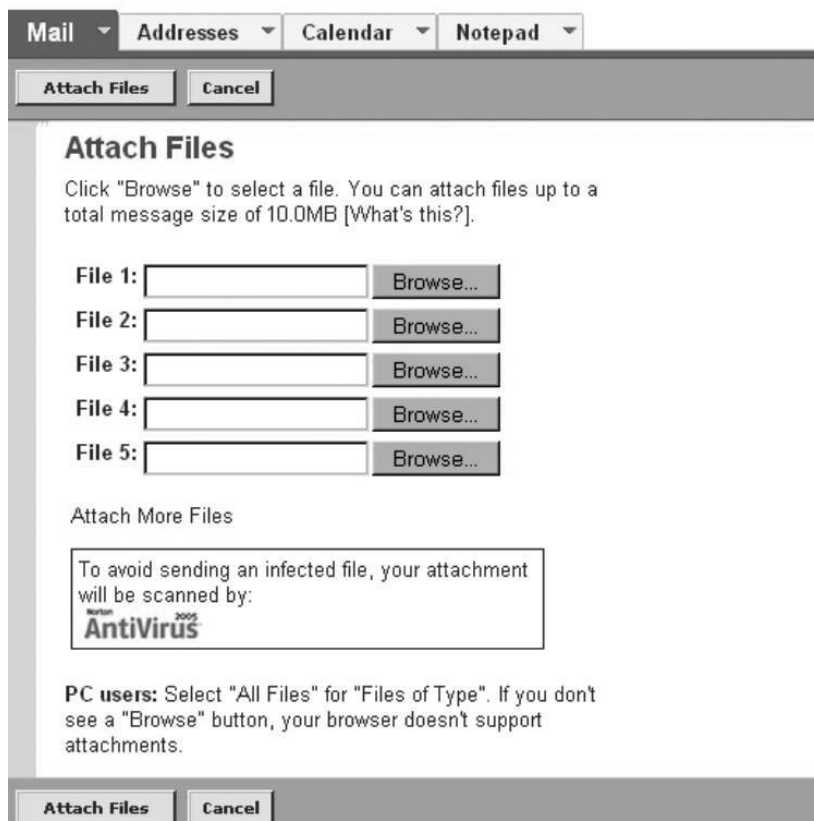 Mail Addresses Calendar Notepad
Attach Files Cancel
Attach Files
Click "Browse" to select a file. You can attach files up to a
total message size of 10.0MB [What's this?].
File 1: Browse...
File 2: Browse...
File 3: Browse...
File 4: Browse...
File 5: Browse...
Attach More Files
To avoid sending an infected file, your attachment
will be scanned by:
Norton
AntiVirus 2005
PC users: Select "All Files" for "Files of Type". If you don't
see a "Browse" button, your browser doesn't support
attachments.
Attach Files Cancel